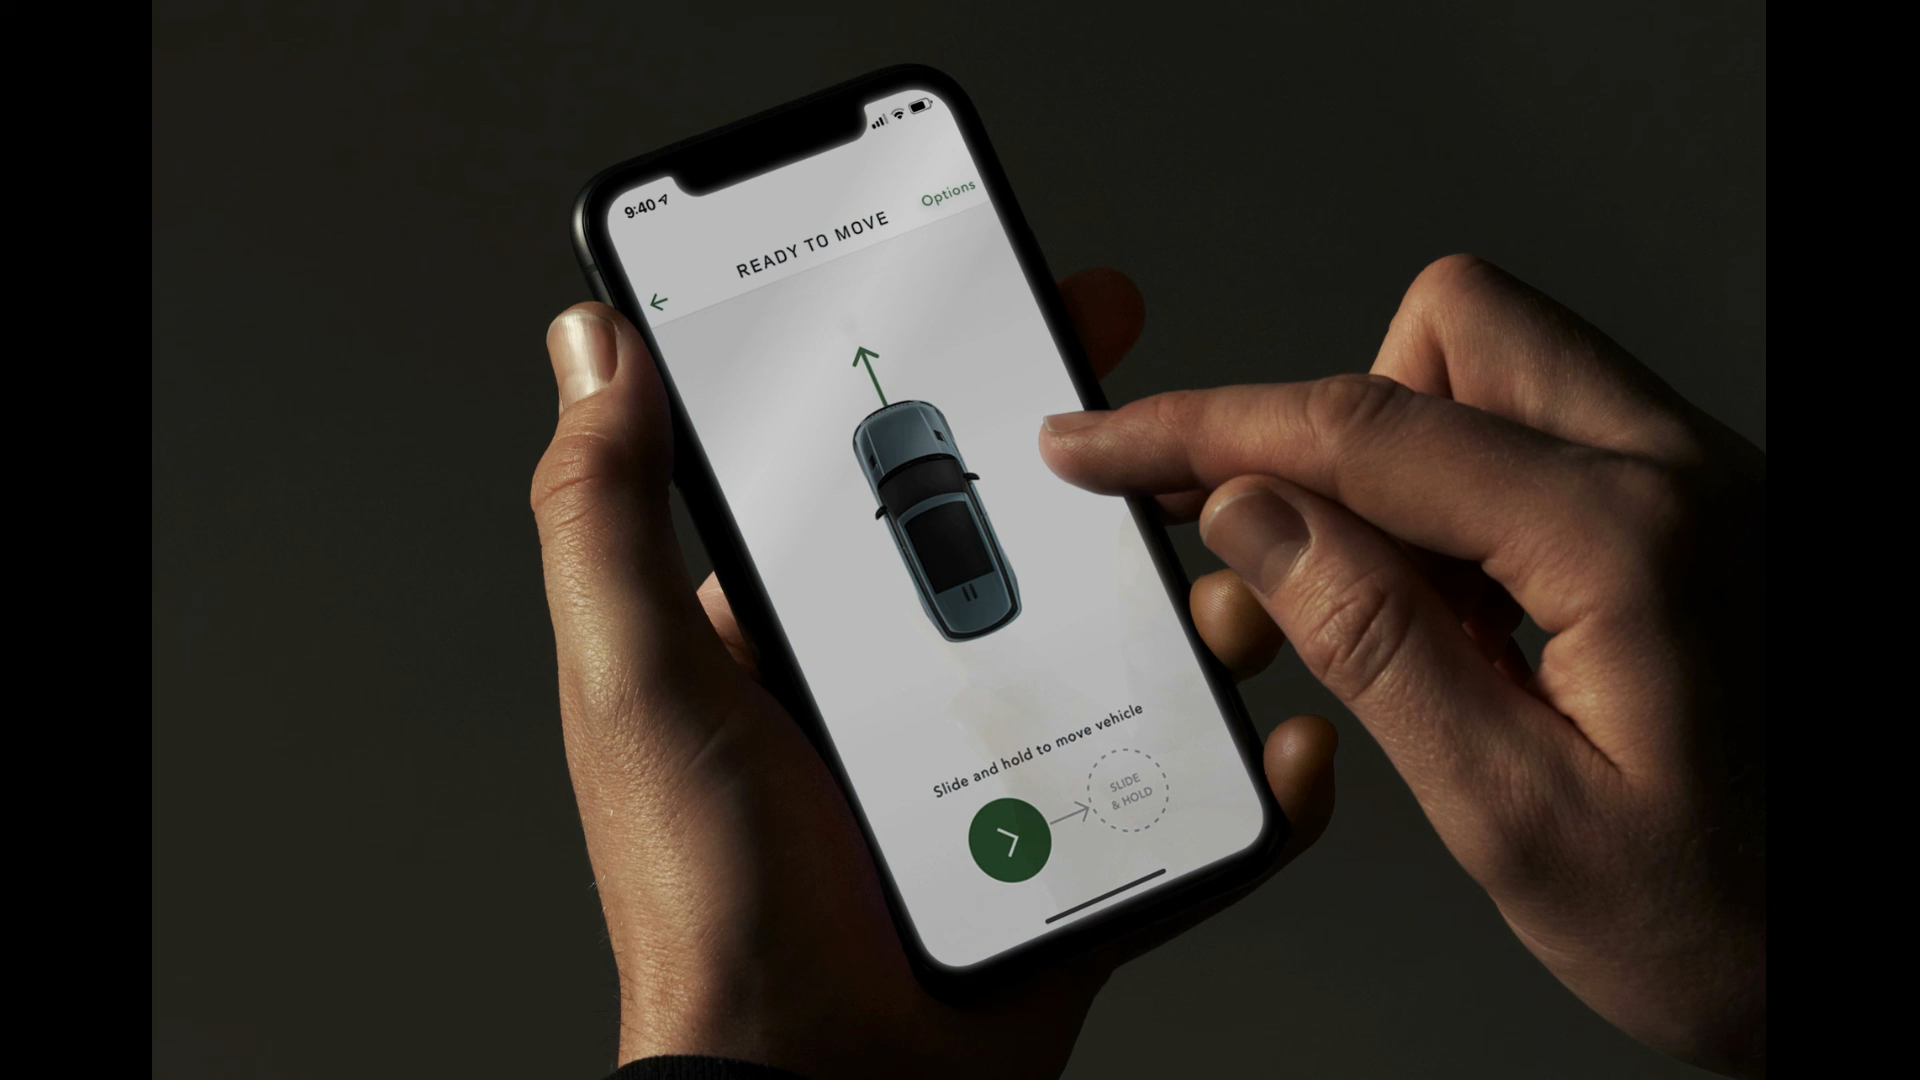 9:40
Options
READY TO MOVE
Slide and hold to move vehicle
SLIDE
& HOLD